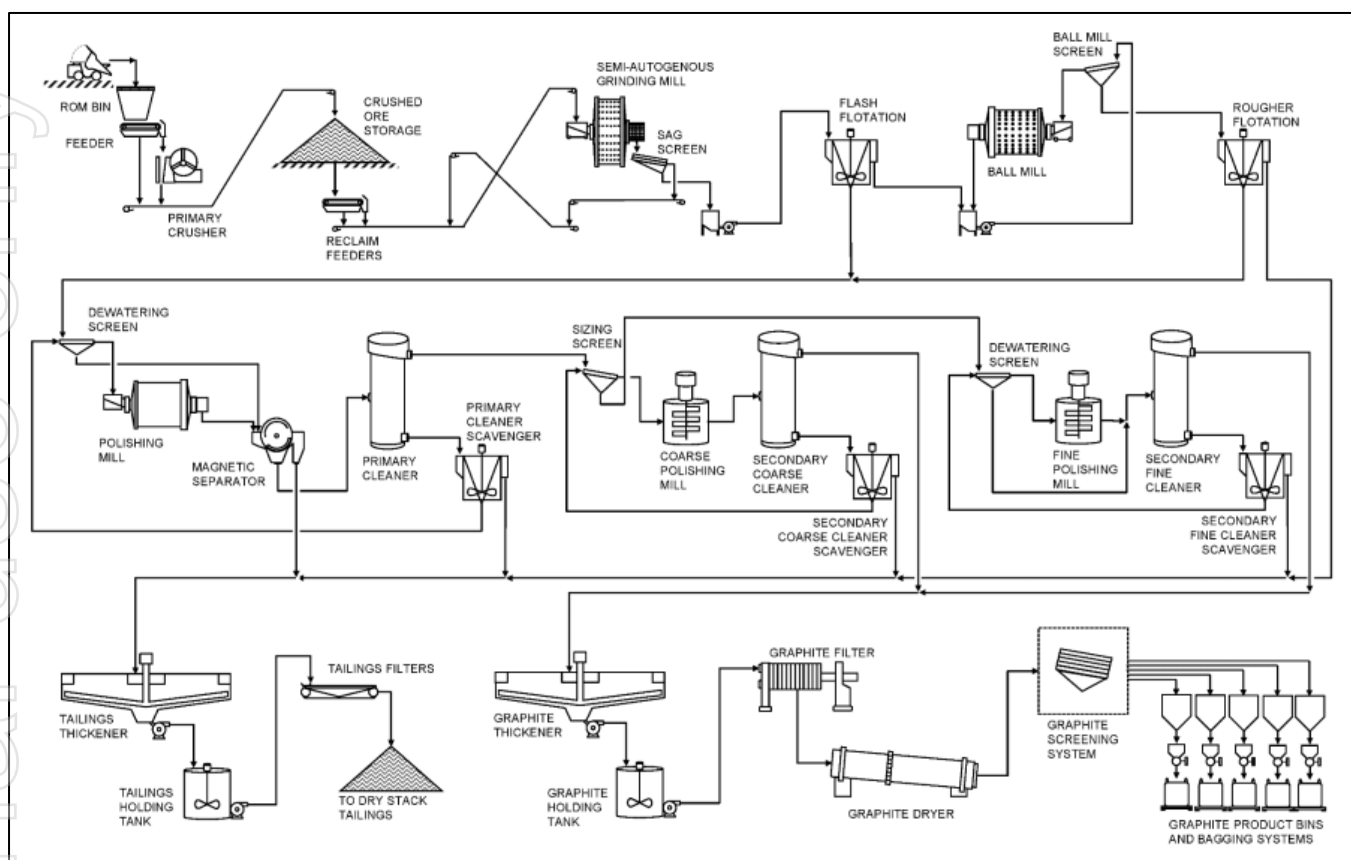 ROM BIN
FEEDER
PRIMARY
CRUSHER
CRUSHED
ORE
STORAGE
RECLAIM
FEEDERS
SEMI-AUTOGENOUS
GRINDING MILL
SAG
SCREEN
FLASH
FLOTATION
BALL MILL
SCREEN
BALL MILL
ROUGHER
FLOTATION
DEWATERING
SCREEN
POLISHING
MILL
MAGNETIC
SEPARATOR
PRIMARY
CLEANER
PRIMARY
CLEANER
SCAVENGER
SIZING
SCREEN
COARSE
POLISHING
MILL
SECONDARY
COARSE
CLEANER
SECONDARY
COARSE CLEANER
SCAVENGER
DEWATERING
SCREEN
FINE
POLISHING
MILL
SECONDARY
FINE
CLEANER
SECONDARY
FINE CLEANER
SCAVENGER
TAILINGS
THICKENER
TAILINGS
HOLDING
TANK
TAILINGS FILTERS
TO DRY STACK
TAILINGS
GRAPHITE
THICKENER
GRAPHITE
HOLDING
TANK
GRAPHITE FILTER
GRAPHITE DRYER
GRAPHITE
SCREENING
SYSTEM
GRAPHITE PRODUCT BINS
AND BAGGING SYSTEMS